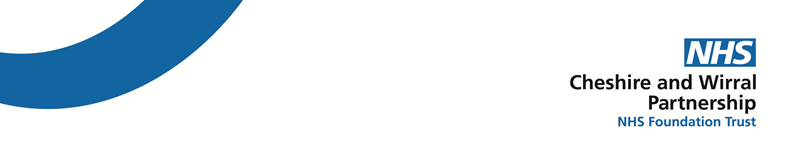 NHS
Cheshire and Wirral
Partnership
NHS Foundation Trust